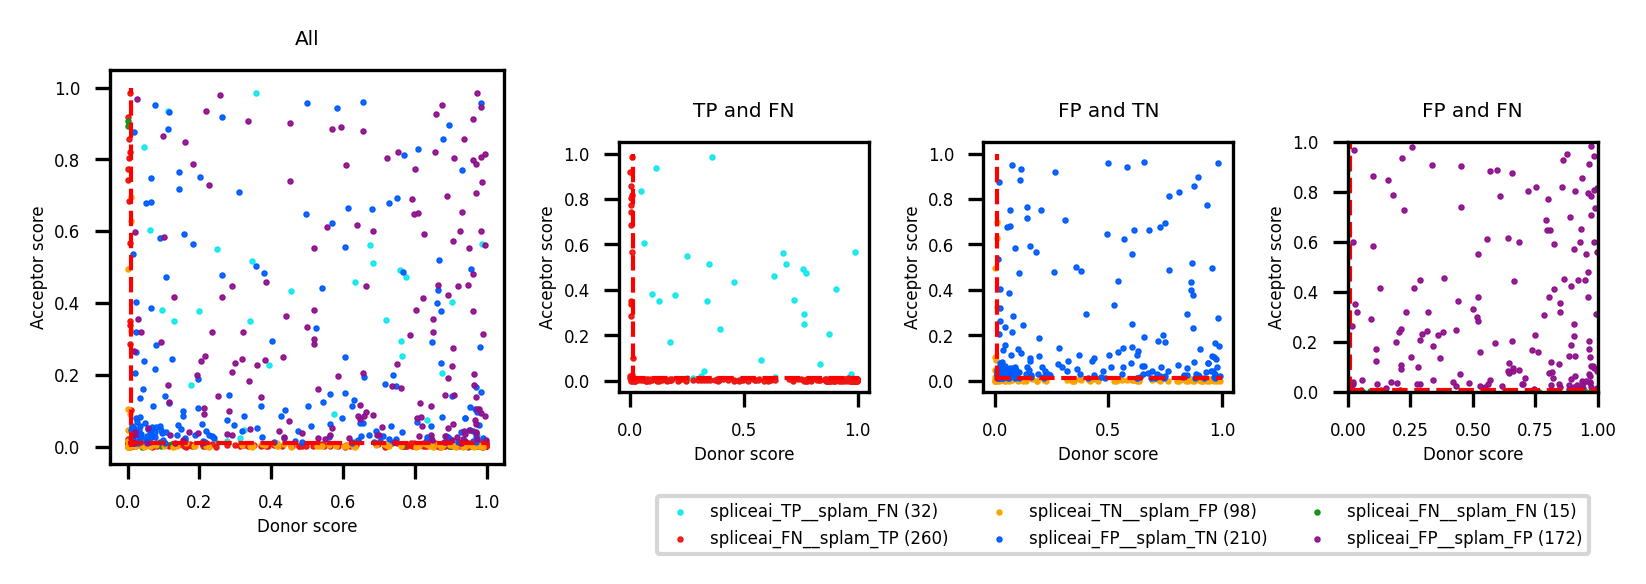 All
Acceptor score
1.0
0.8
0.6
0.4
0.2
0.0
0.0 0.2 0.4 0.6 0.8 1.0
Donor score
TP and FN
Acceptor score
1.0
0.8
0.6
0.4
0.2
0.0
0.0 1.0
Donor score
FP and TN
Acceptor score
1.0
0.8
0.6
0.4
0.2
0.0
0.0 1.0
Donor score
FP and FN
Acceptor score
1.0
0.8
0.6
0.4
0.2
0.0
0.00 0.25 0.50 0.75 1.00
Donor score
spliceai_TP__splam_FN (32) spliceai_TN__splam_FP (98) spliceai_FN__splam_FN (15)
spliceai_FN__splam_TP (260) spliceai_FP__splam_TN (210) spliceai_FP__splam_FP (172)